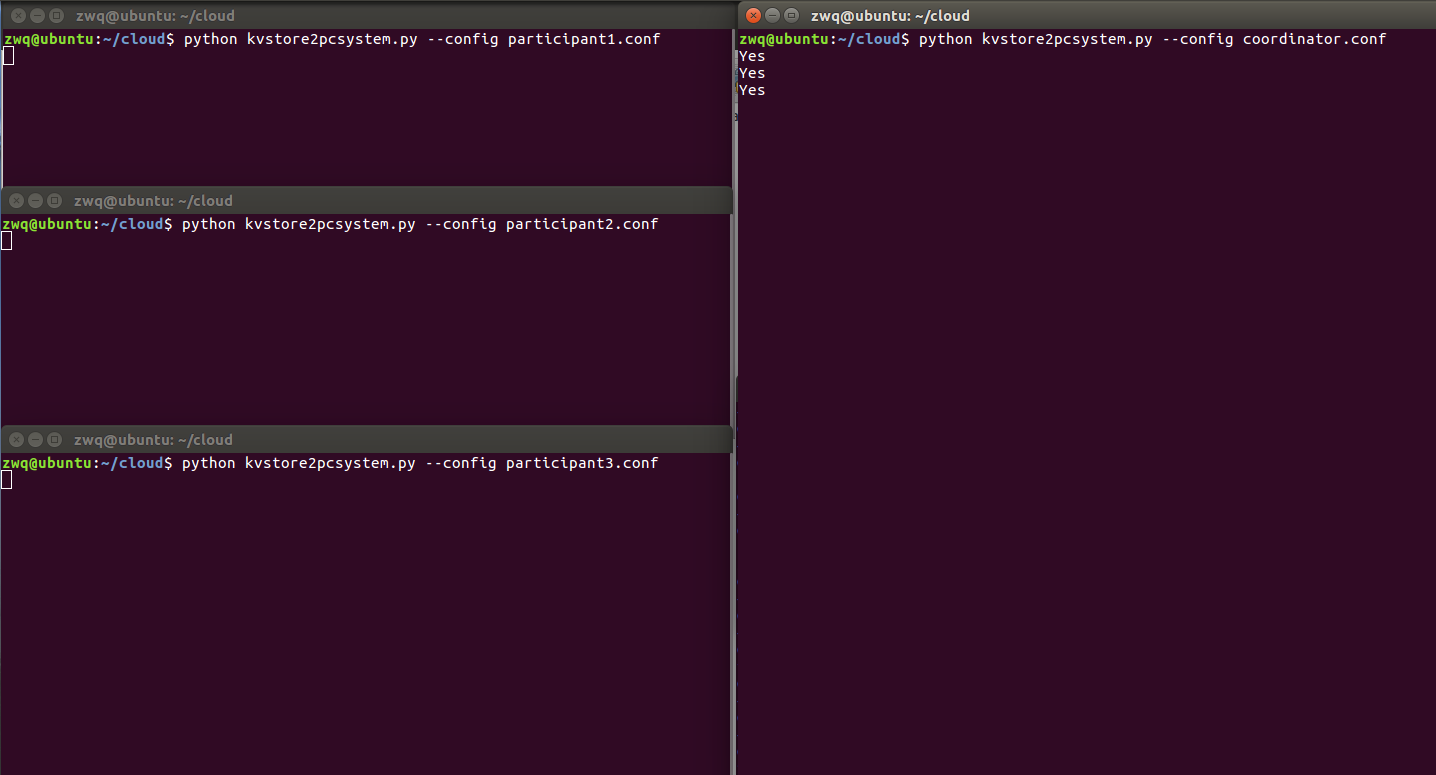 zwq@ubuntu: ~/cloud
zwq@ubuntu:~/cloud$ python kvstore2pcsystem.py --config participant1.conf
zwq@ubuntu: ~/cloud
zwq@ubuntu:~/cloud$ python kvstore2pcsystem.py --config participant2.conf
zwq@ubuntu: ~/cloud
zwq@ubuntu:~/cloud$ python kvstore2pcsystem.py --config participant3.conf
zwq@ubuntu: ~/cloud
zwq@ubuntu:~/cloud$ python kvstore2pcsystem.py --config coordinator.conf
Yes
Yes
Yes